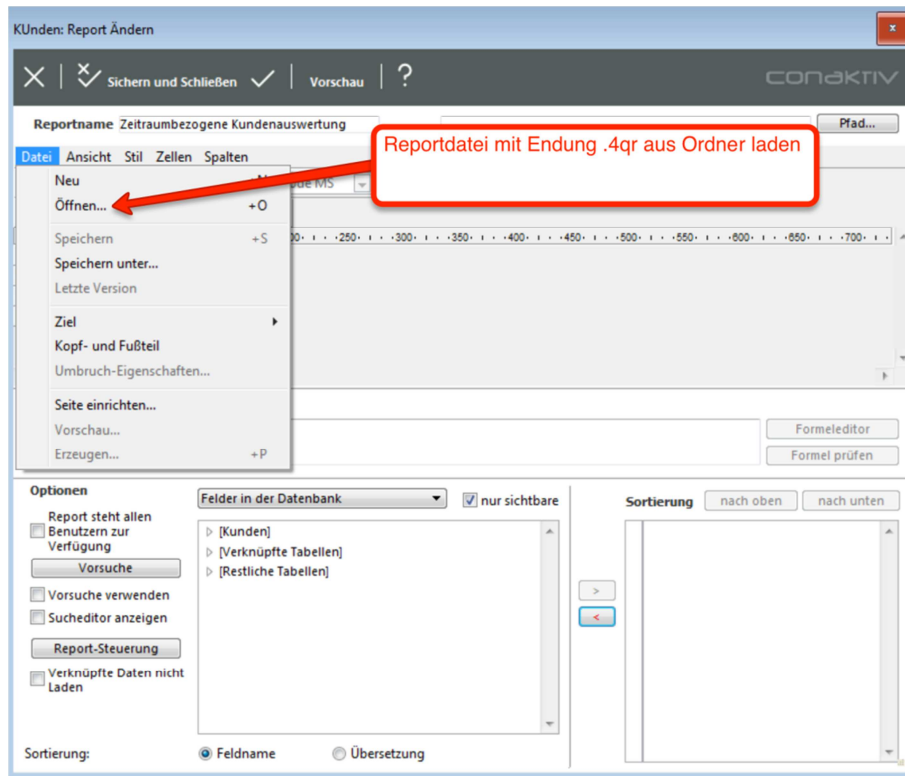 KUnden: Report Ändern
Sichern und Schließen
Vorschau
?
conaktiv
Reportname Zeitraumbezogene Kundenauswertung
Pfad...
Reportdatei mit Endung .4qr aus Ordner laden
Datei Ansicht Stil Zellen Spalten
Neu
Öffnen... +O
Speichern +S
Speichern unter...
Letzte Version
Ziel
Kopf- und Fußteil
Umbruch-Eigenschaften...
Seite einrichten...
Vorschau...
Erzeugen... +P
MS
250 300 350 400 450 500 550 600 650 700
Formeleditor
Formel prüfen
Optionen
Report steht allen
Benutzern zur
Verfügung
Vorsuche
Vorsuche verwenden
Sucheditor anzeigen
Report-Steuerung
Verknüpfte Daten nicht
Laden
Felder in der Datenbank
nur sichtbare
[Kunden]
[Verknüpfte Tabellen]
[Restliche Tabellen]
>
<
Sortierung
nach oben
nach unten
Sortierung:
Feldname
Übersetzung